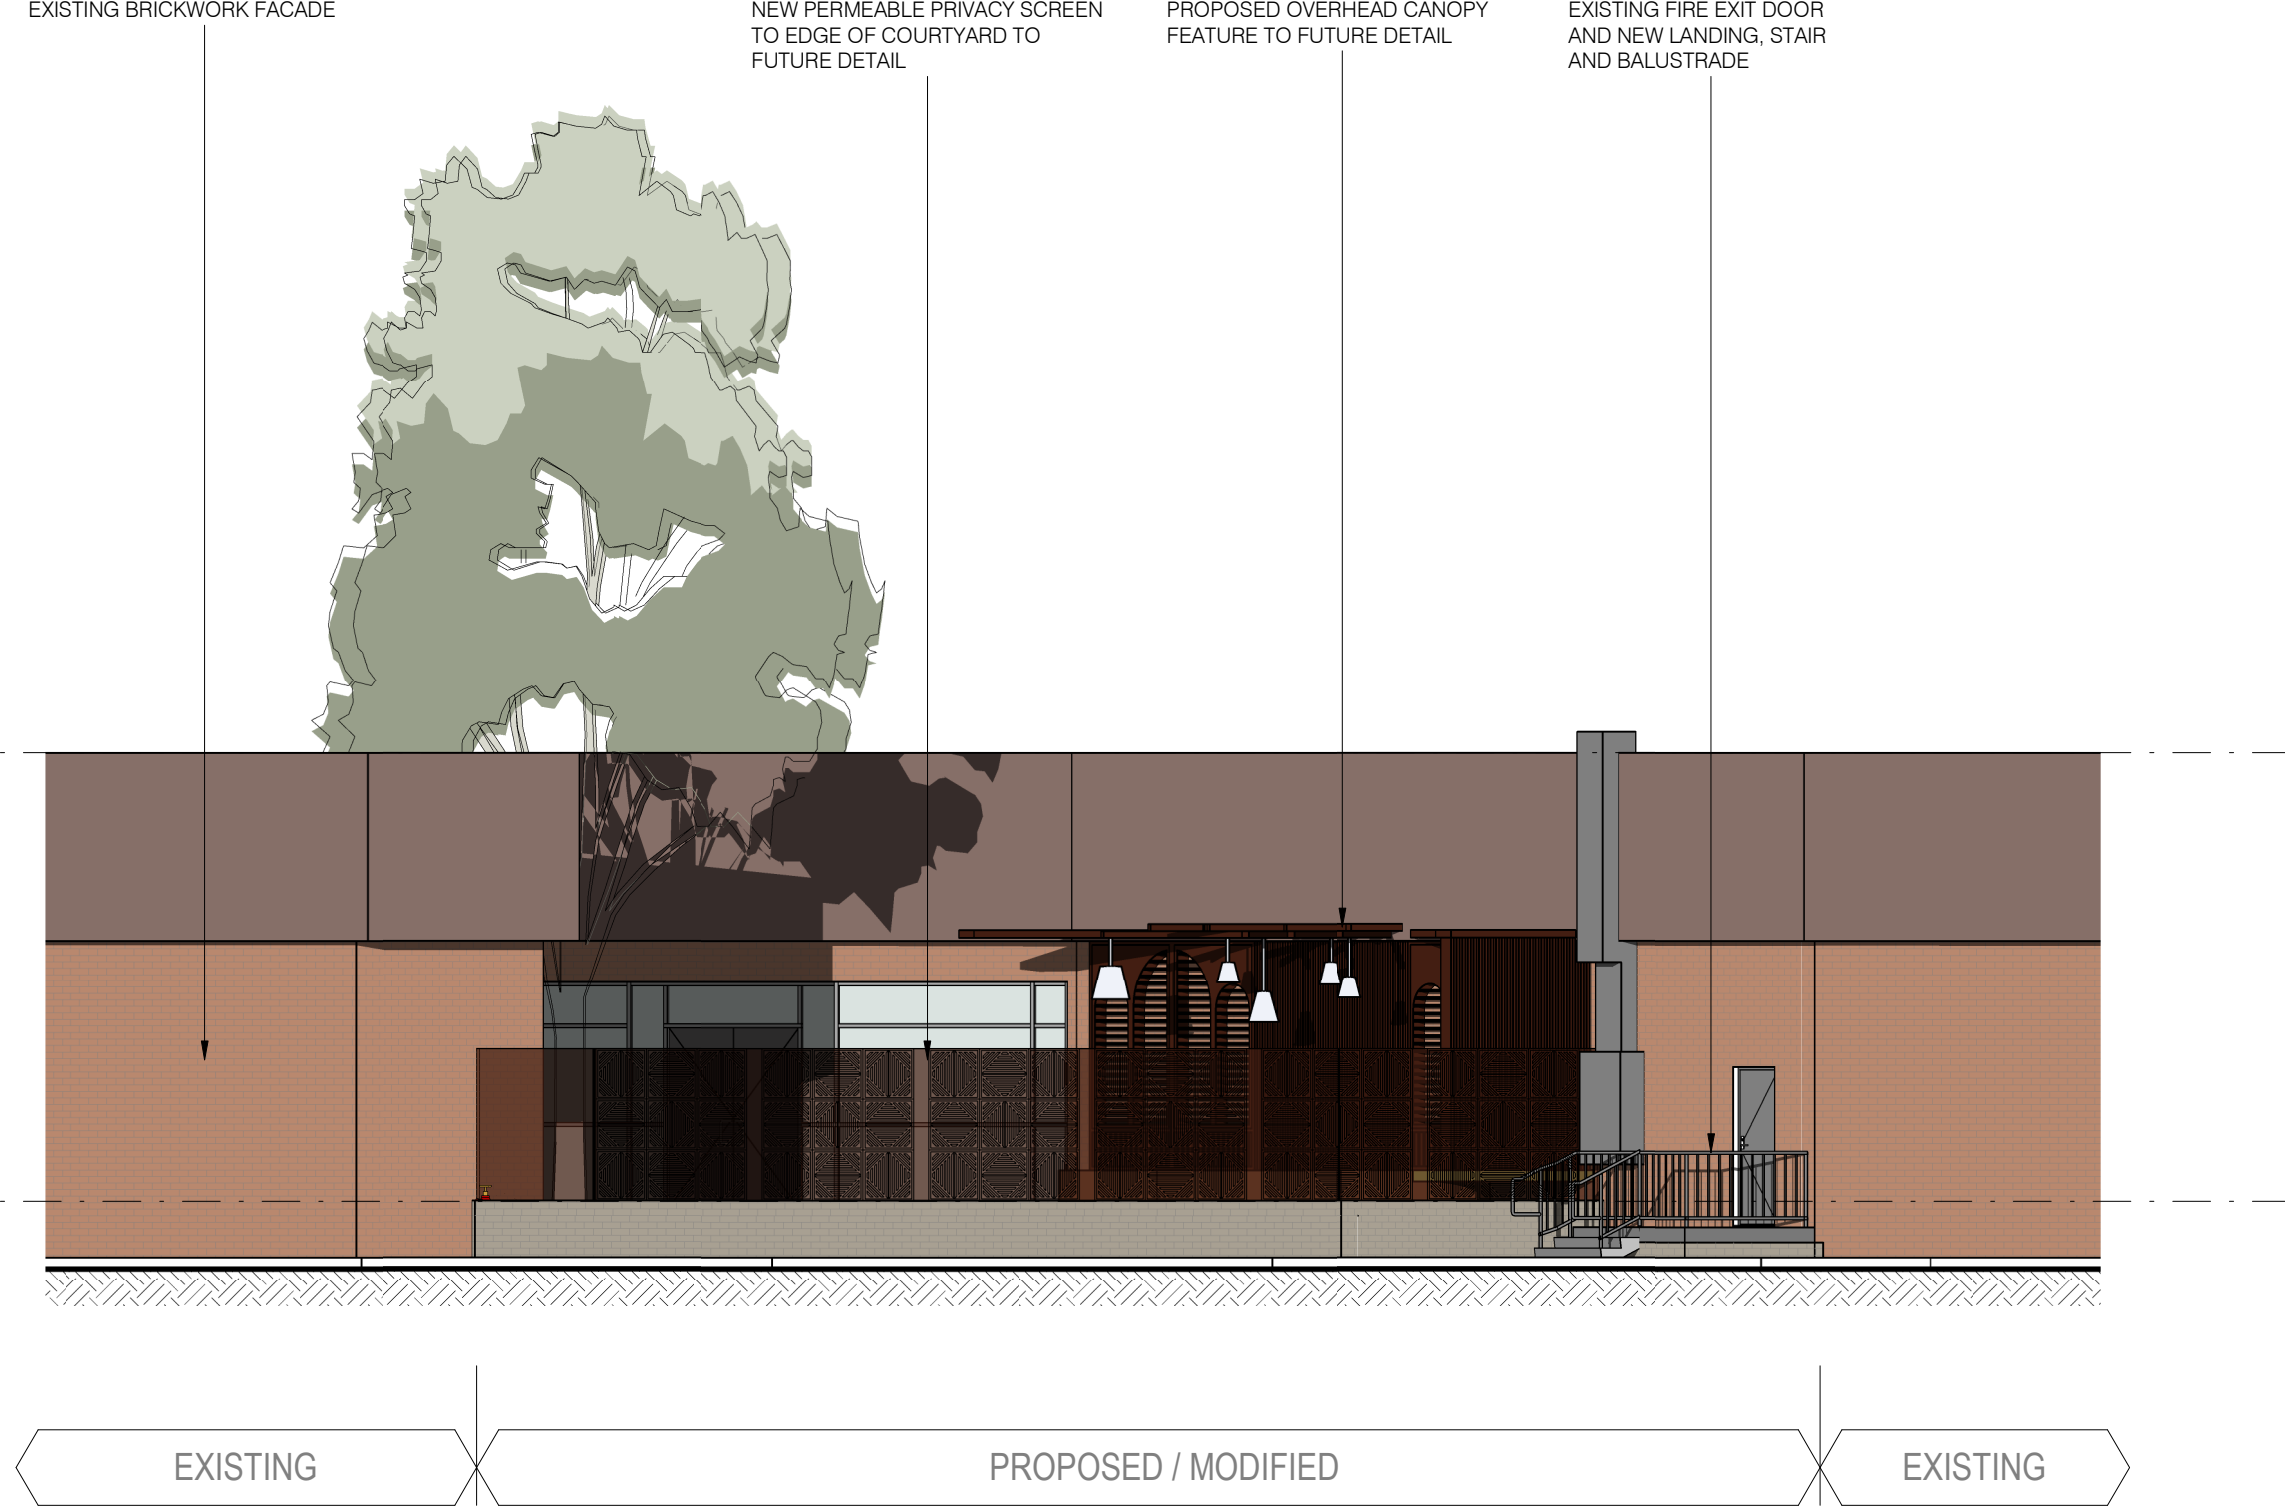 EXISTING BRICKWORK FACADE
NEW PERMEABLE PRIVACY SCREEN
TO EDGE OF COURTYARD TO
FUTURE DETAIL
PROPOSED OVERHEAD CANOPY
FEATURE TO FUTURE DETAIL
EXISTING FIRE EXIT DOOR
AND NEW LANDING, STAIR
AND BALUSTRADE
EXISTING
PROPOSED / MODIFIED
EXISTING